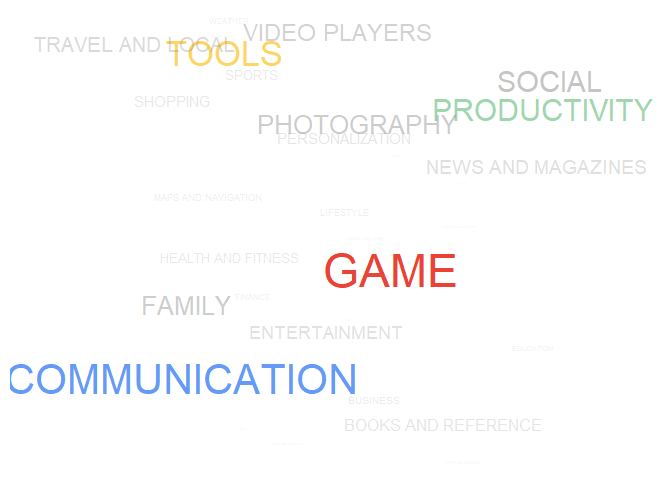 WEATHER
VIDEO PLAYERS
TRAVEL AND LOCAL
TOOLS
SPORTS
SOCIAL
SHOPPING
PRODUCTIVITY
PHOTOGRAPHY
PERSONALIZATION
NEWS AND MAGAZINES
MAPS AND NAVIGATION
LIFESTYLE
HEALTH AND FITNESS
GAME
FINANCE
FAMILY
ENTERTAINMENT
EDUCATION
COMMUNICATION
BUSINESS
BOOKS AND REFERENCE